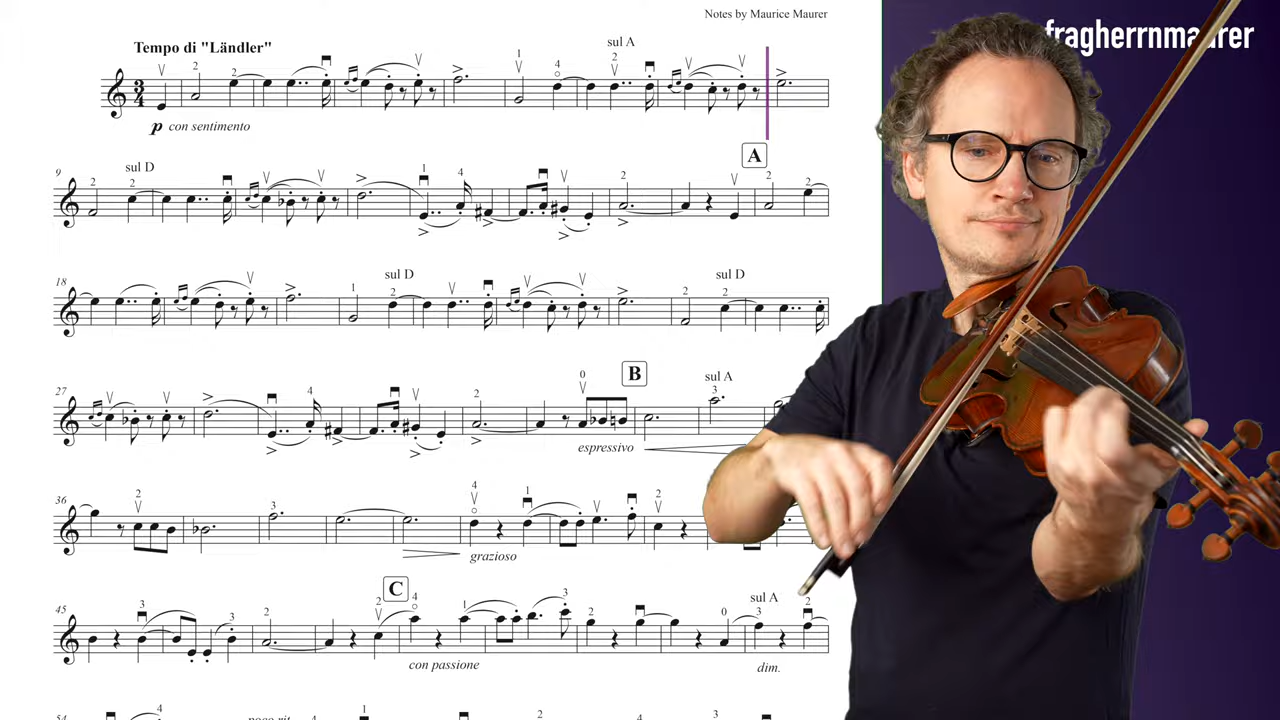 Notes by Maurice Maurer
fragherrnmaurer
Tempo di "Ländler"
sul A
p con sentimento
A
9
sul D
18
sul D
sul D
27
B
sul A
espressivo
36
grazioso
45
C
sul A
con passione
dim.
54
poco rit.